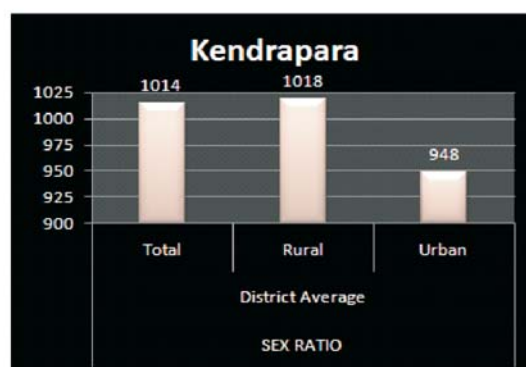 Kendrapara
1014
1018
948
1025
1000
975
950
925
900
Total Rural Urban
District Average
SEX RATIO